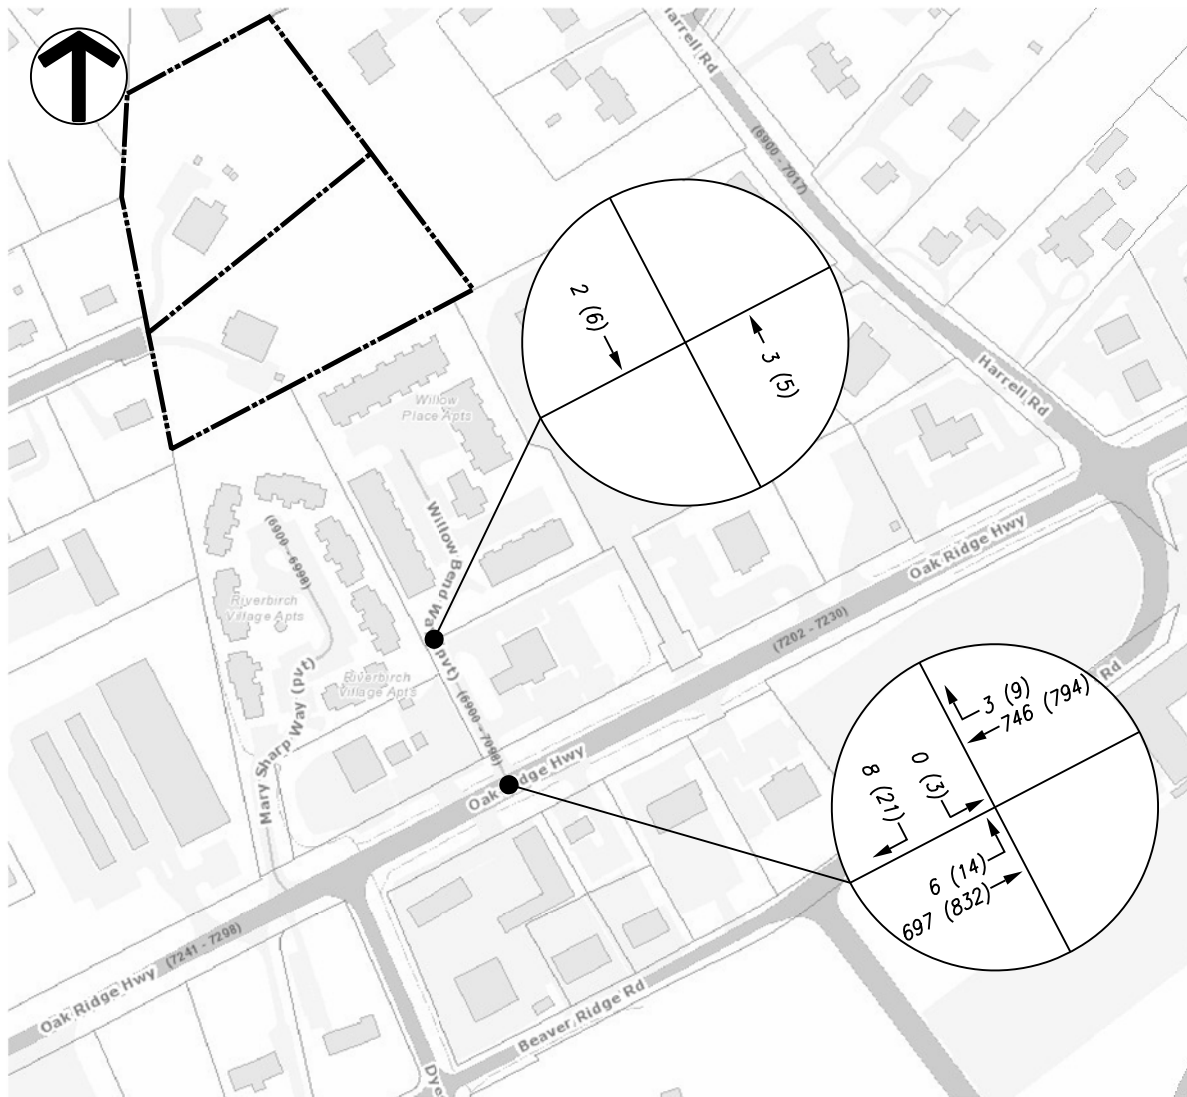 Harrell Rd
(6900 - 7017)
2 (6)
3 (5)
Harrell Rd
Willow
Place Apts
Willow Bend Wa
pvt)
(6900 - 6998)
Oak Ridge Hwy
Riverbirch
Village Apts
(7202 - 7230)
Riverbirch
Village Apts
(6900 - 7098)
Rd
Mary Sharp Way (pvt)
3 (9)
746 (794)
0 (3)
8 (21)
Oak Ridge Hwy
6 (14)
697 (832)
(7241 - 7298)
Oak Ridge Hwy
Beaver Ridge Rd